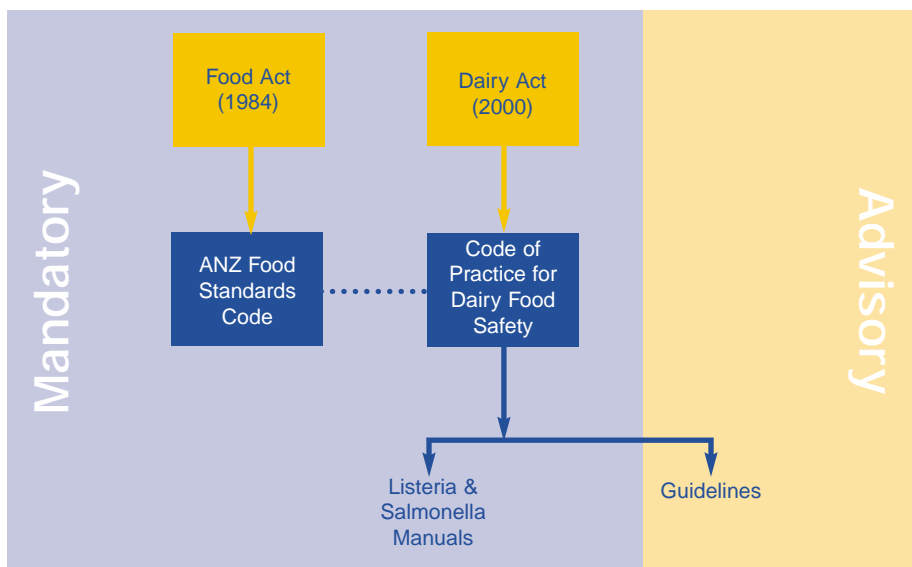 Food Act
(1984)
Dairy Act
(2000)
Mandatory
Advisory
ANZ Food
Standards
Code
Code of
Practice for
Dairy Food
Safety
Listeria &
Salmonella
Manuals
Guidelines